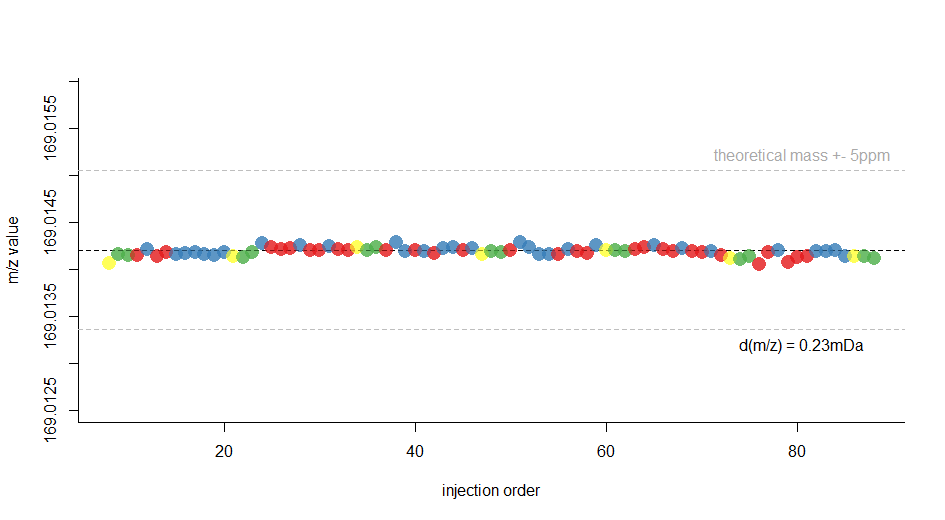 theoretical mass +- 5ppm
d(m/z) = 0.23mDa
m/z value
169.0155
169.0145
169.0135
169.0125
20 40 60 80
injection order